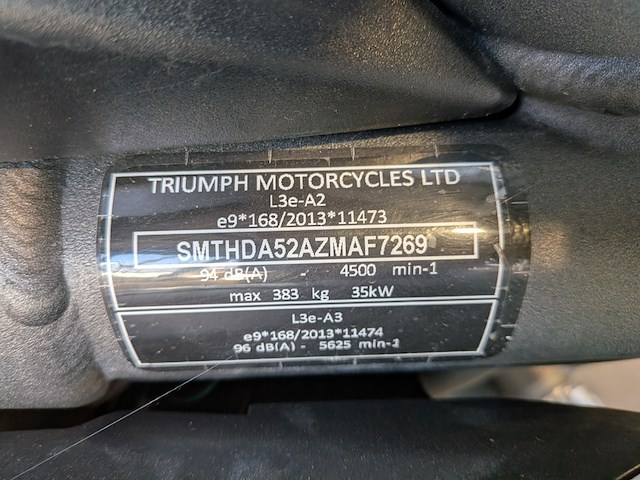 TRIUMPH MOTORCYCLES LTD
L3e-A2
e9*168/2013*11473
SMTHDA52AZMAF7269
94 dB(A) - 4500 min-1
max 383 kg 35kW
L3e-A3
e9*168/2013*11474
96 dB(A) - 5625 min-1